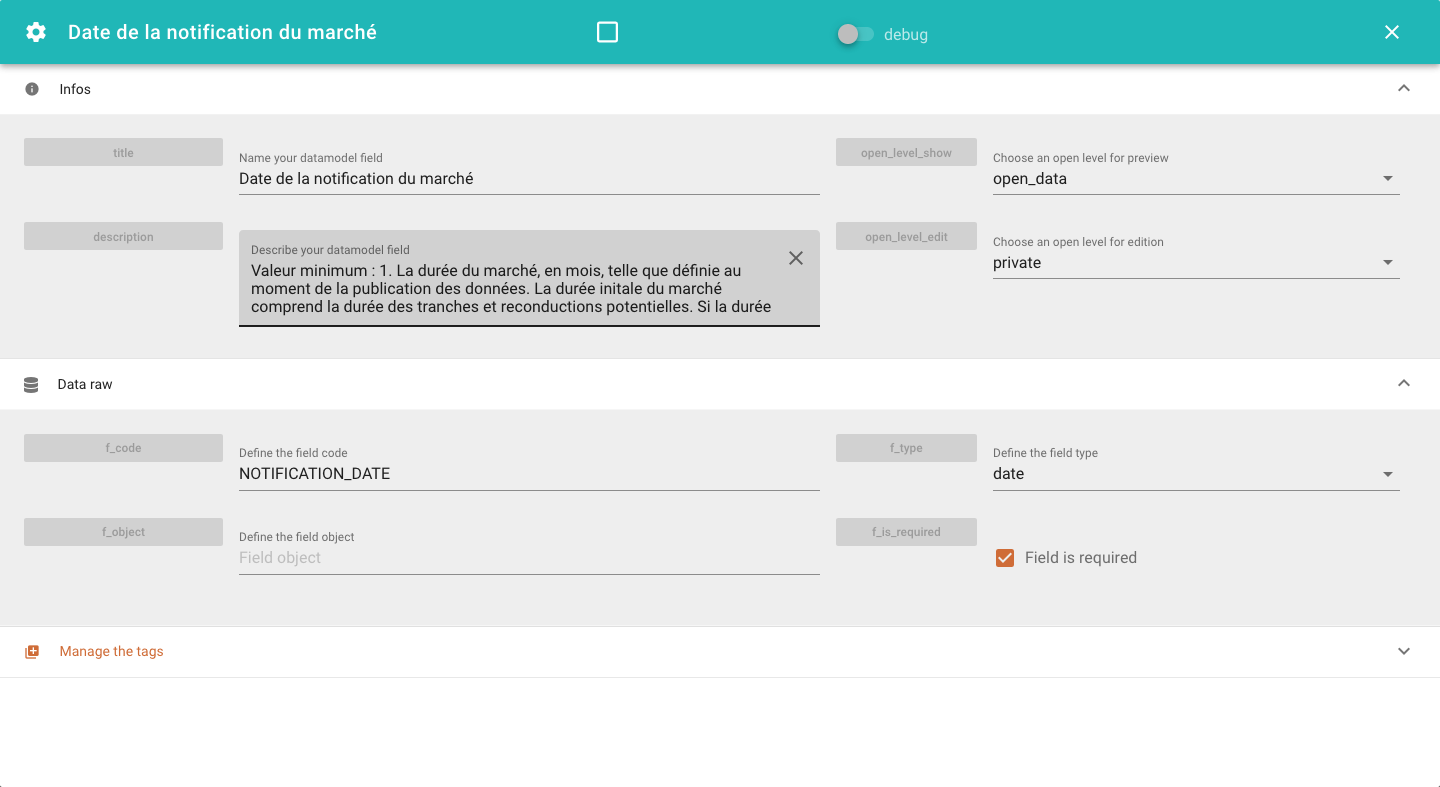 Date de la notification du marché
debug
Infos
title
Name your datamodel field
Date de la notification du marché
open_level_show
Choose an open level for preview
open_data
description
Describe your datamodel field
Valeur minimum : 1. La durée du marché, en mois, telle que définie au
moment de la publication des données. La durée initale du marché
comprend la durée des tranches et reconductions potentielles. Si la durée
open_level_edit
Choose an open level for edition
private
Data raw
f_code
Define the field code
NOTIFICATION_DATE
f_type
Define the field type
date
f_object
Define the field object
Field object
f_is_required
Field is required
Manage the tags